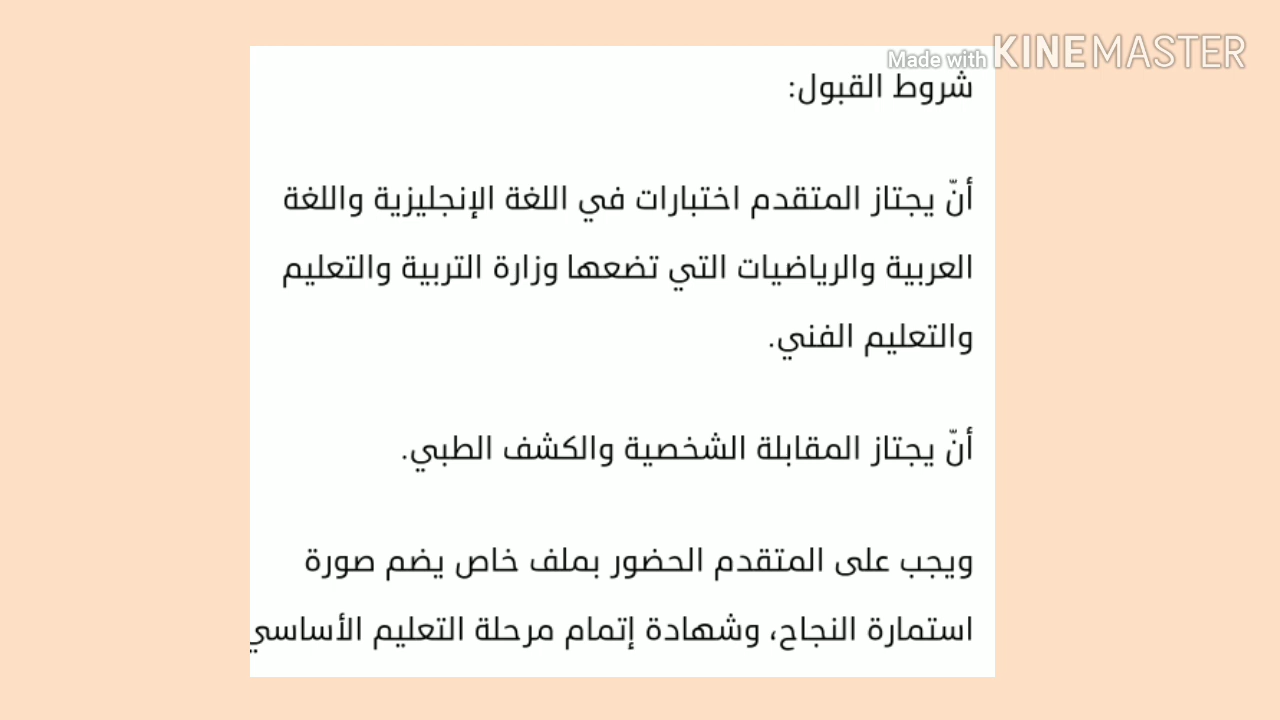 Made with KINEMASTER
شروط القبول:
أنّ يجتاز المتقدم اختبارات في اللغة الإنجليزية واللغة
العربية والرياضيات التي تضعها وزارة التربية والتعليم
والتعليم الفني.
أنّ يجتاز المقابلة الشخصية والكشف الطبي.
ويجب على المتقدم الحضور بملف خاص يضم صورة
استمارة النجاح، وشهادة إتمام مرحلة التعليم الأساسي